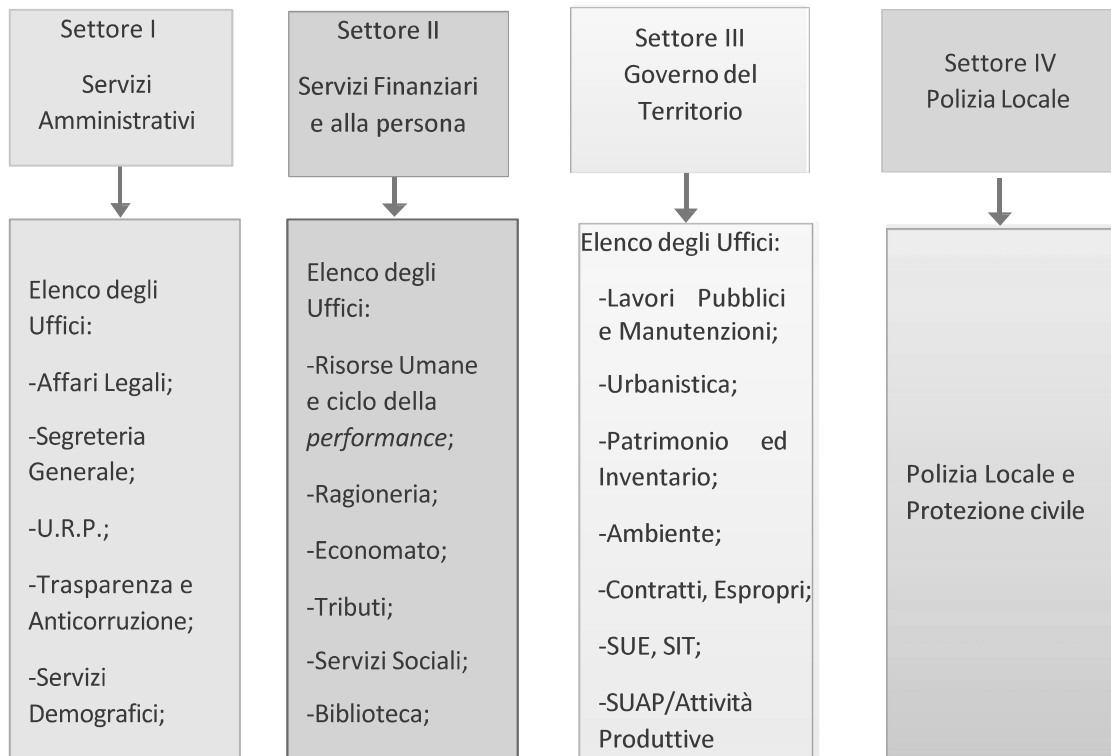 Settore I
Servizi
Amministrativi
Elenco degli
Uffici:
-Affari Legali;
-Segreteria
Generale;
-U.R.P.;
-Trasparenza e
Anticorruzione;
-Servizi
Demografici;
Settore II
Servizi Finanziari
e alla persona
Elenco degli
Uffici:
-Risorse Umane
e ciclo della
performance;
-Ragioneria;
-Economato;
-Tributi;
-Servizi Sociali;
-Biblioteca;
Settore III
Governo del
Territorio
Elenco degli Uffici:
-Lavori Pubblici
e Manutenzioni;
-Urbanistica;
-Patrimonio ed
Inventario;
-Ambiente;
-Contratti, Espropri;
-SUE, SIT;
-SUAP/Attività
Produttive
Settore IV
Polizia Locale
Polizia Locale e
Protezione civile